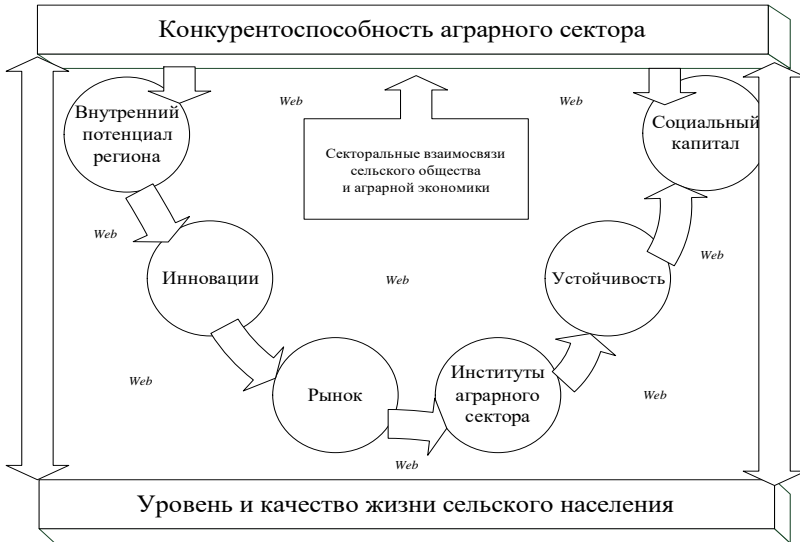 Конкурентоспособность аграрного сектора
Web
Web
Внутренний
потенциал
региона
Социальный
капитал
Секторальные взаимосвязи
сельского общества
и аграрной экономики
Web
Web
Инновации
Web
Устойчивость
Web
Web
Рынок
Институты
аграрного
сектора
Web
Уровень и качество жизни сельского населения